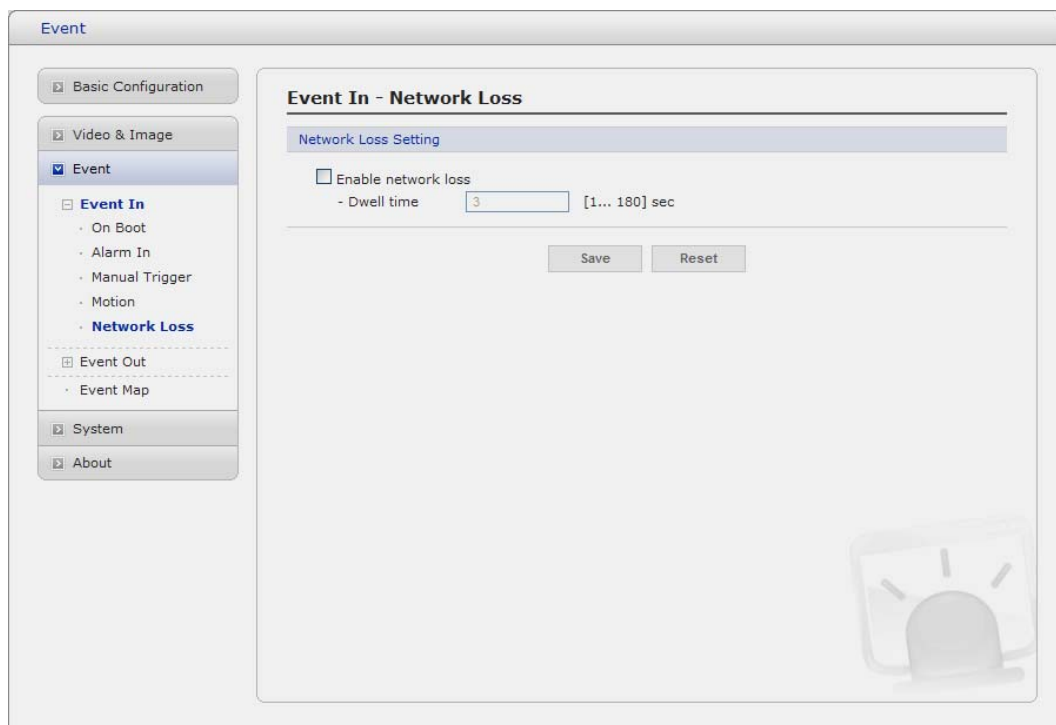 Event
Basic Configuration
Video & Image
Event
Event In
· On Boot
· Alarm In
· Manual Trigger
· Motion
· Network Loss
Event Out
· Event Map
System
About
Event In - Network Loss
Network Loss Setting
Enable network loss
- Dwell time 3 [1... 180] sec
Save Reset